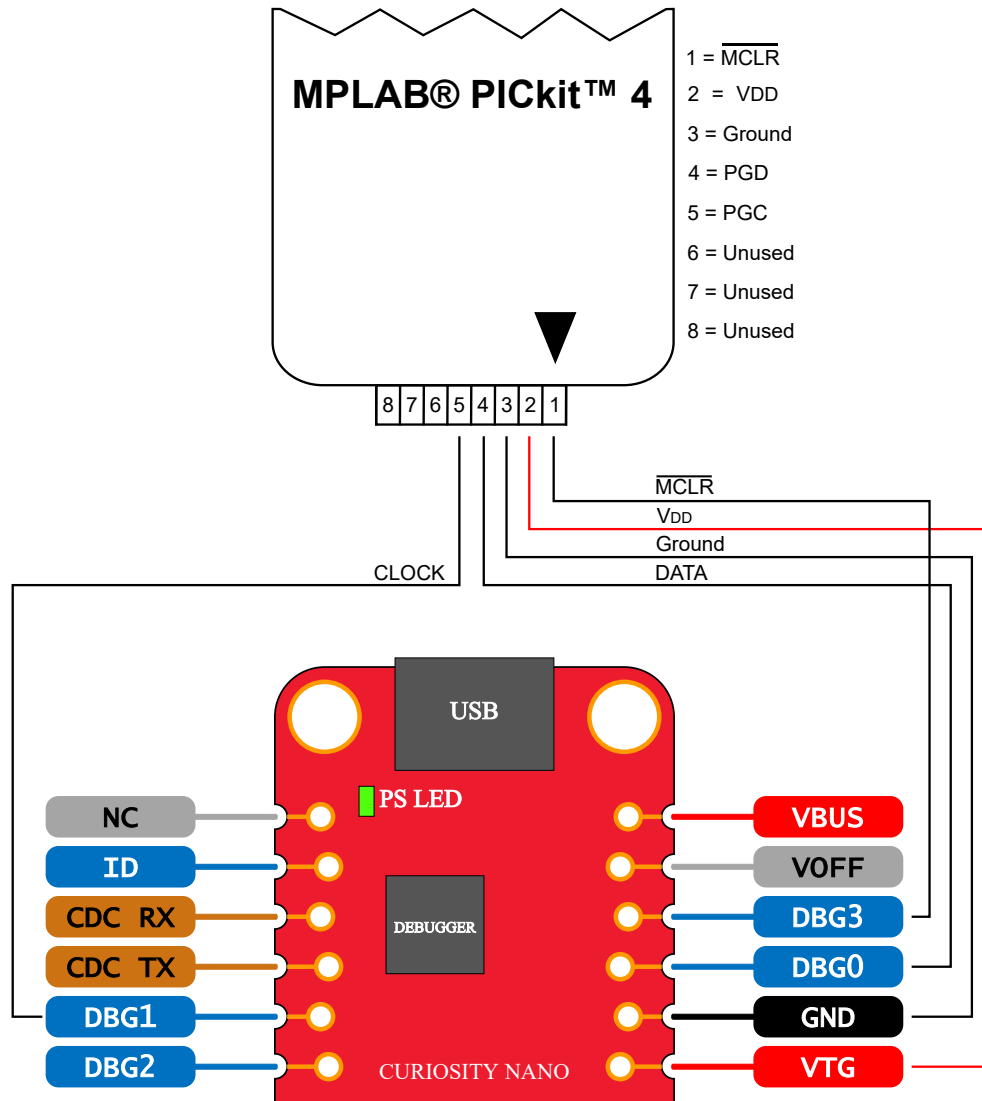 MPLAB® PICkit™ 4
1 = MCLR
2 = VDD
3 = Ground
4 = PGD
5 = PGC
6 = Unused
7 = Unused
8 = Unused
8 7 6 5 4 3 2 1
MCLR
VDD
Ground
CLOCK
DATA
USB
PS LED
NC
VBUS
ID
VOFF
CDC RX
DEBUGGER
DBG3
CDC TX
DBG0
DBG1
GND
DBG2
CURIOSITY NANO
VTG